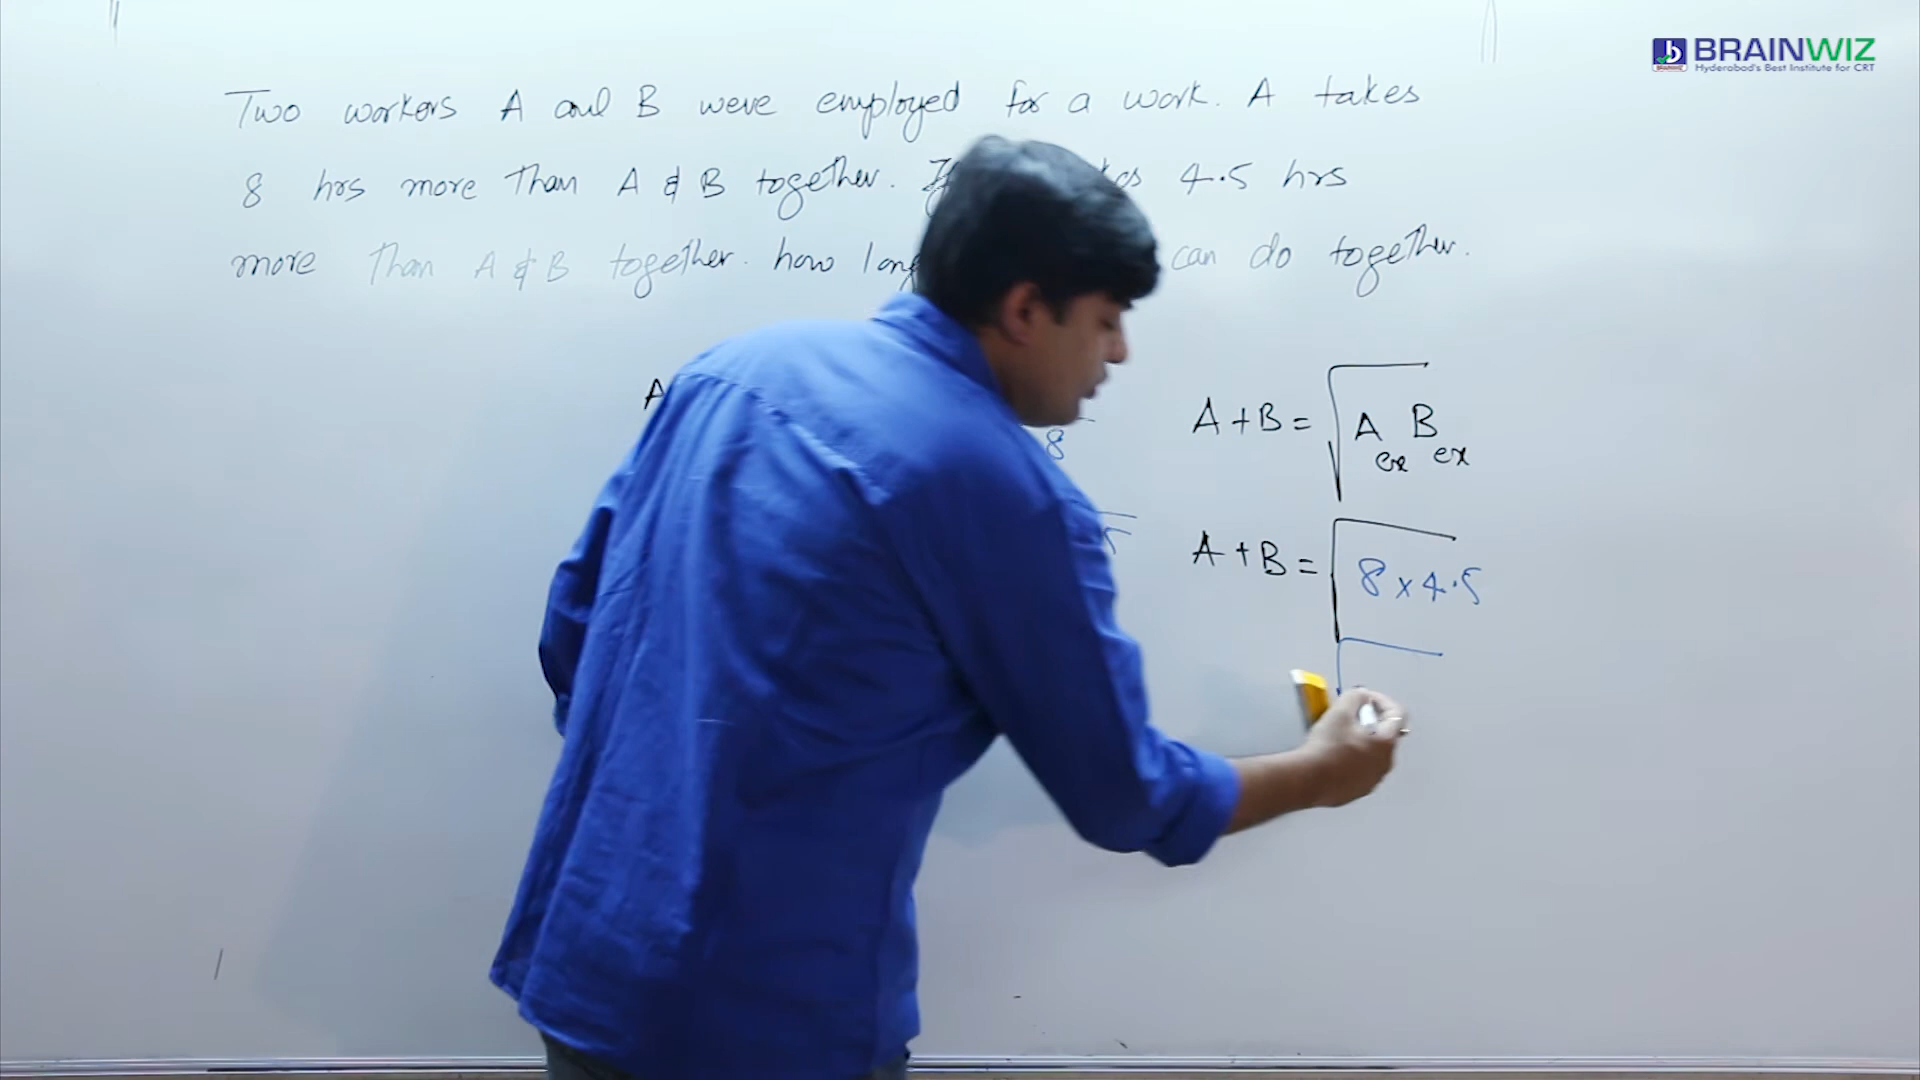 BRAINWIZ
Hyderabad's Best Institute for CRT
Two workers A and B were employed for a work. A takes
8 hrs more than A & B together. 4.5 hrs
more than A & B together. how long can do together.
A
8
A + B = √ A ex B ex
A + B = √ 8 x 4.5